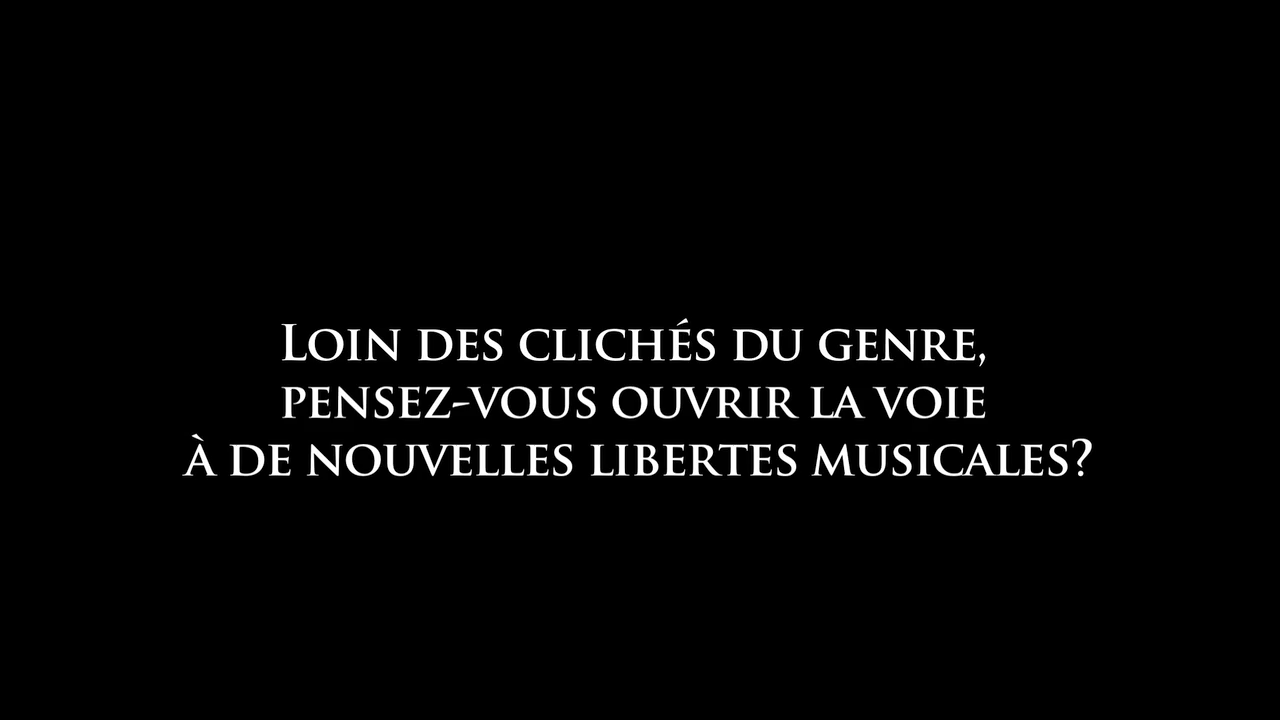 Loin des clichés du genre,
pensez-vous ouvrir la voie
à de nouvelles libertes musicales?